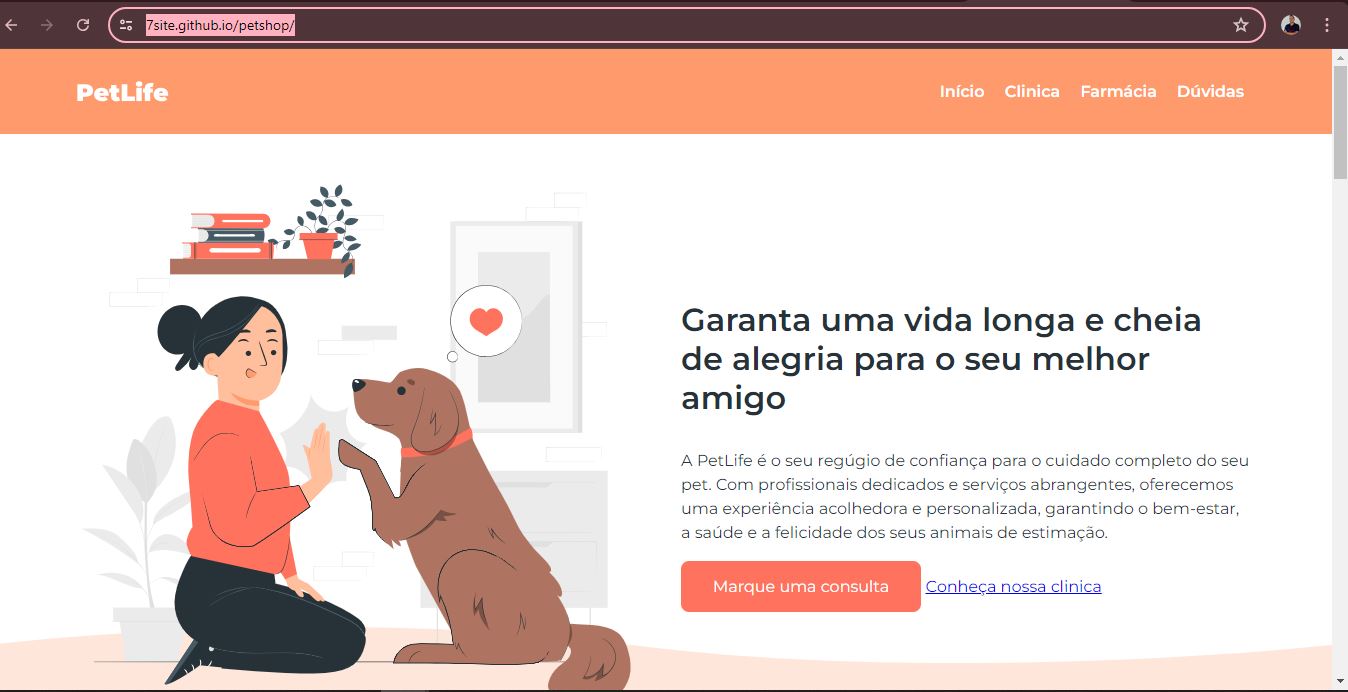 7site.github.io/petshop/
PetLife
Início Clinica Farmácia Dúvidas
Garanta uma vida longa e cheia
de alegria para o seu melhor
amigo
A PetLife é o seu regúgio de confiança para o cuidado completo do seu
pet. Com profissionais dedicados e serviços abrangentes, oferecemos
uma experiência acolhedora e personalizada, garantindo o bem-estar,
a saúde e a felicidade dos seus animais de estimação.
Marque uma consulta Conheça nossa clinica